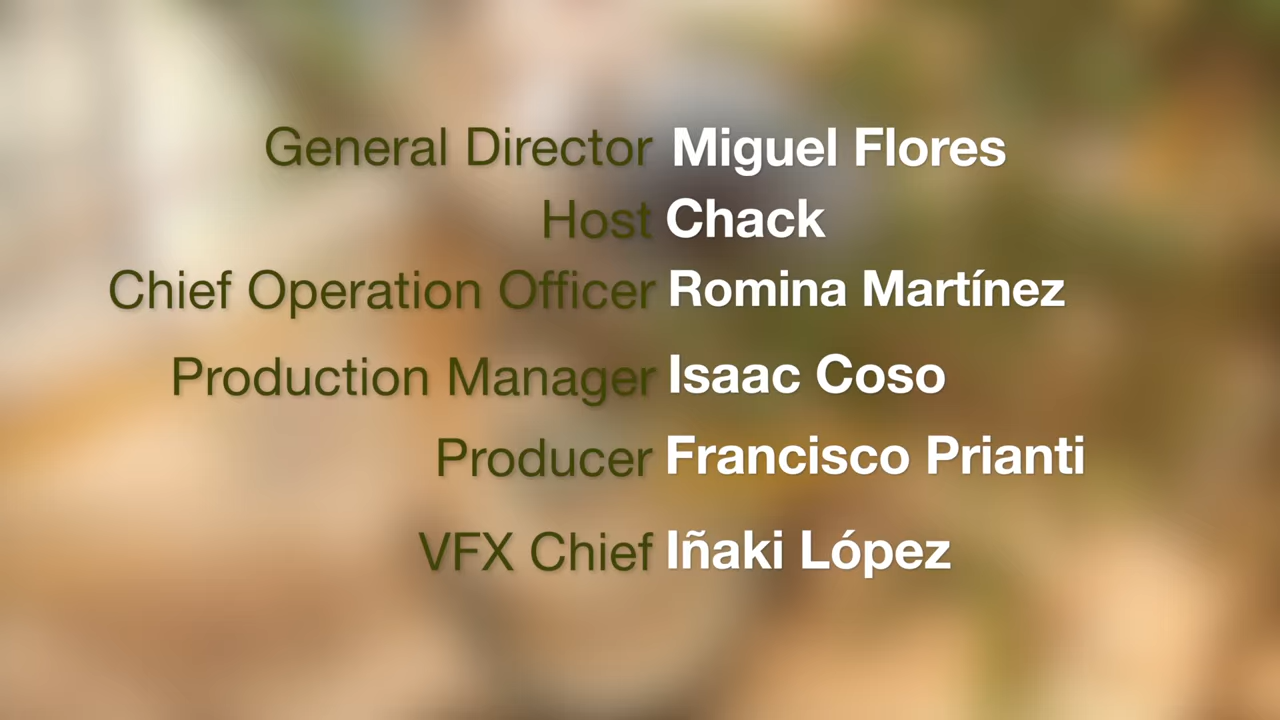 General Director Miguel Flores
Host Chack
Chief Operation Officer Romina Martínez
Production Manager Isaac Coso
Producer Francisco Prianti
VFX Chief Iñaki López